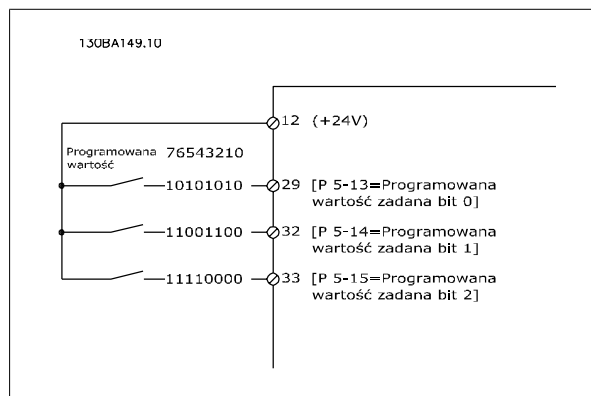 130BA149.10
12 (+24V)
Programowana 76543210
wartość
10101010 29 [P 5-13=Programowana
wartość zadana bit 0]
11001100 32 [P 5-14=Programowana
wartość zadana bit 1]
11110000 33 [P 5-15=Programowana
wartość zadana bit 2]